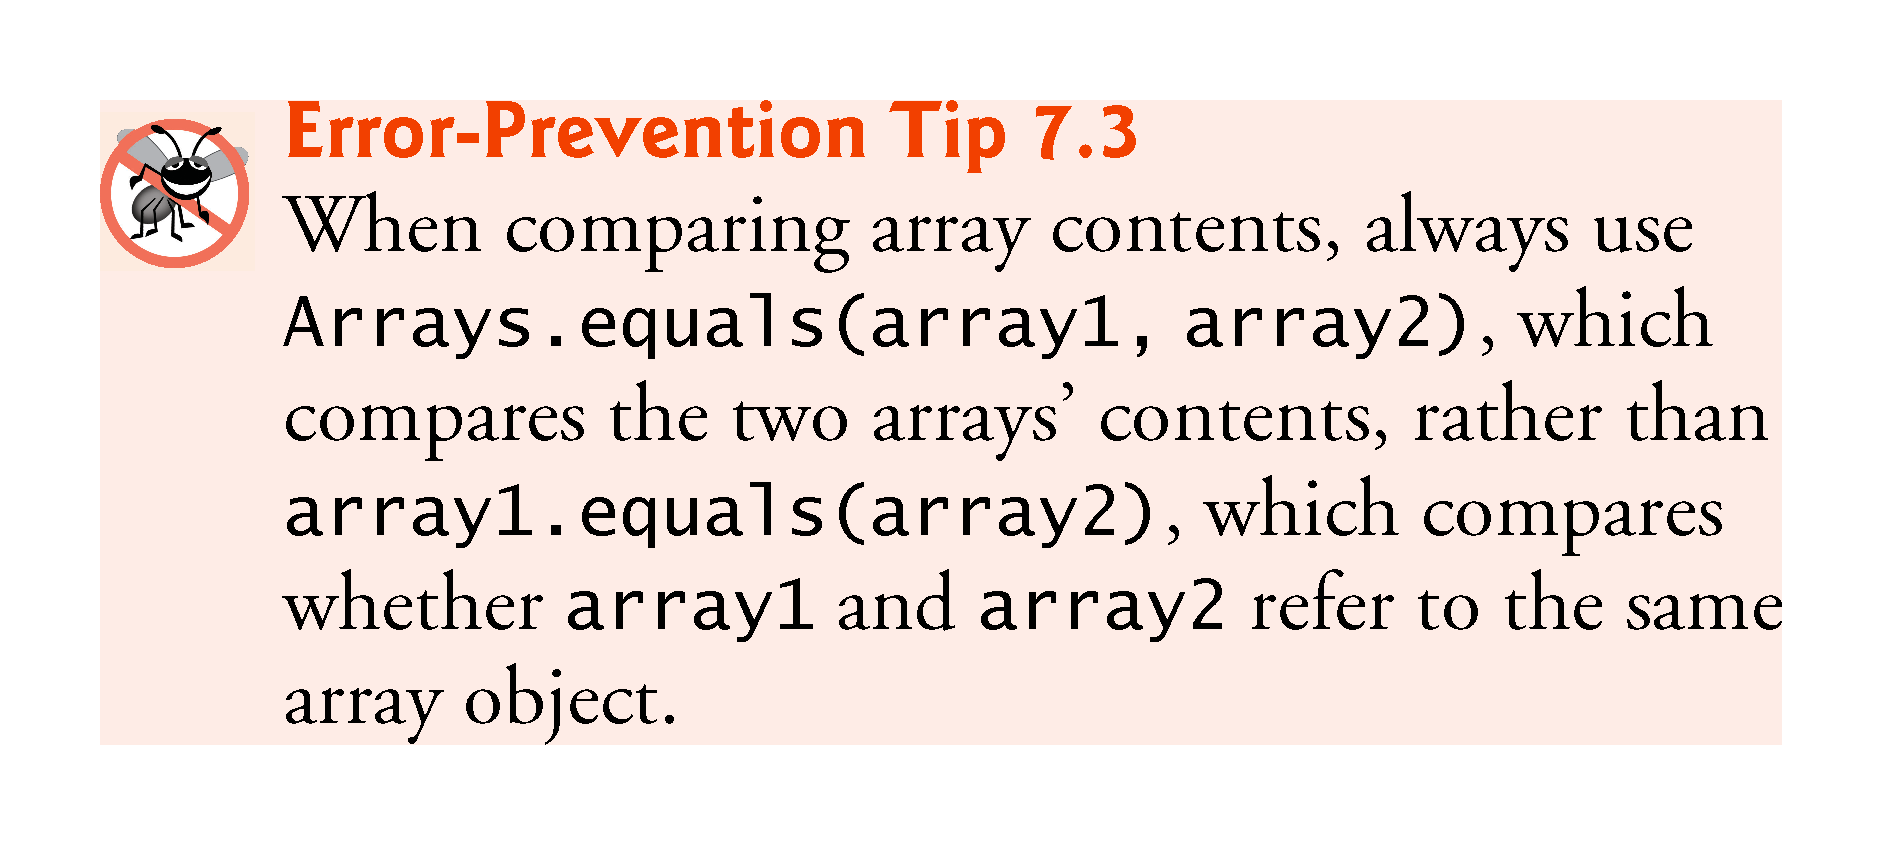 Error-Prevention Tip 7.3
When comparing array contents, always use
Arrays.equals(array1, array2), which
compares the two arrays’ contents, rather than
array1.equals(array2), which compares
whether array1 and array2 refer to the same
array object.